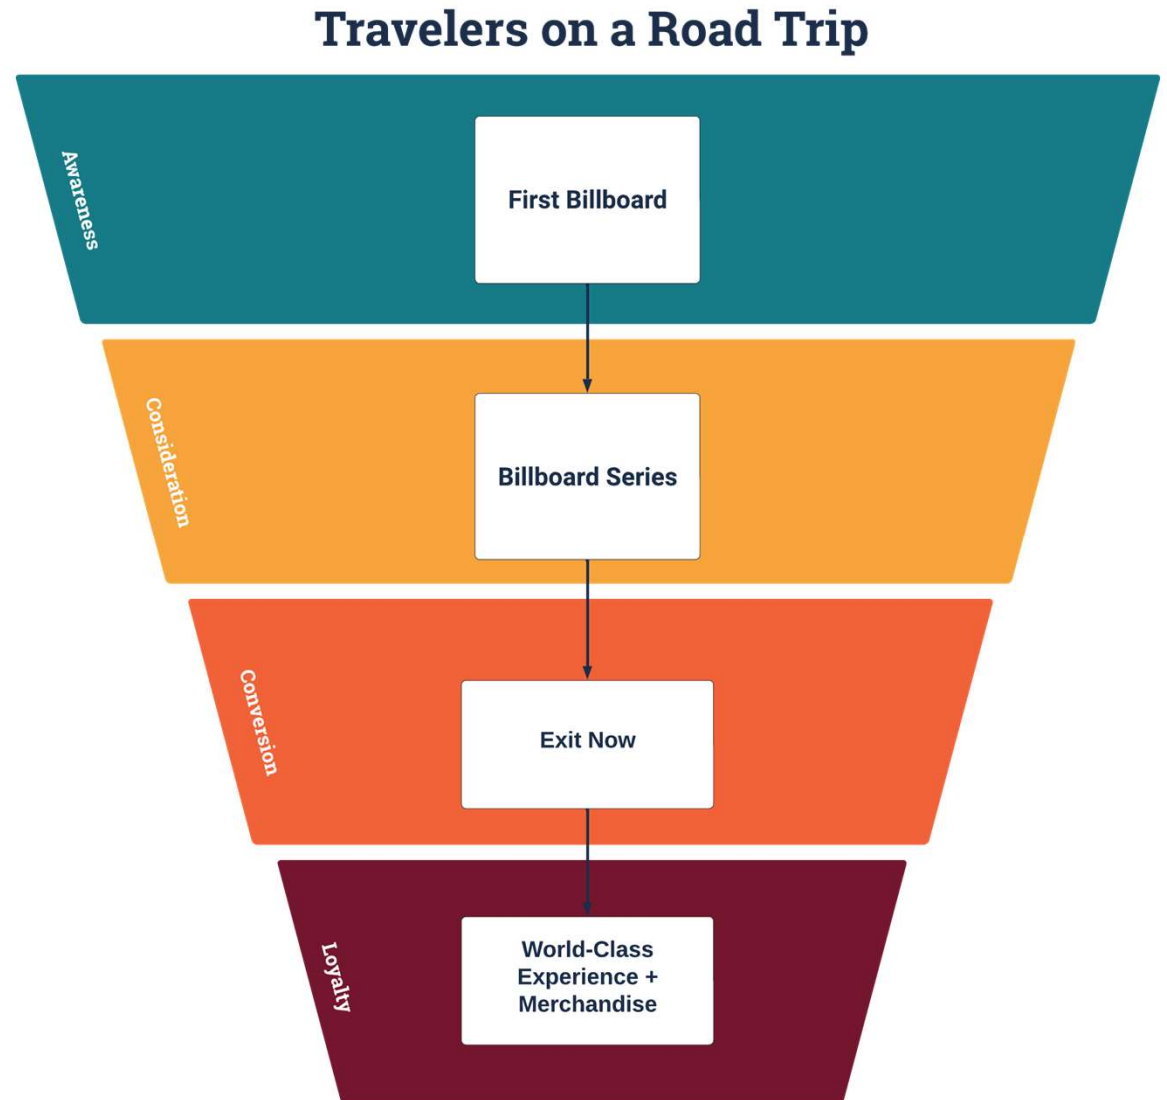 Travelers on a Road Trip
Awareness
First Billboard
Consideration
Billboard Series
Conversion
Exit Now
Loyalty
World-Class
Experience +
Merchandise